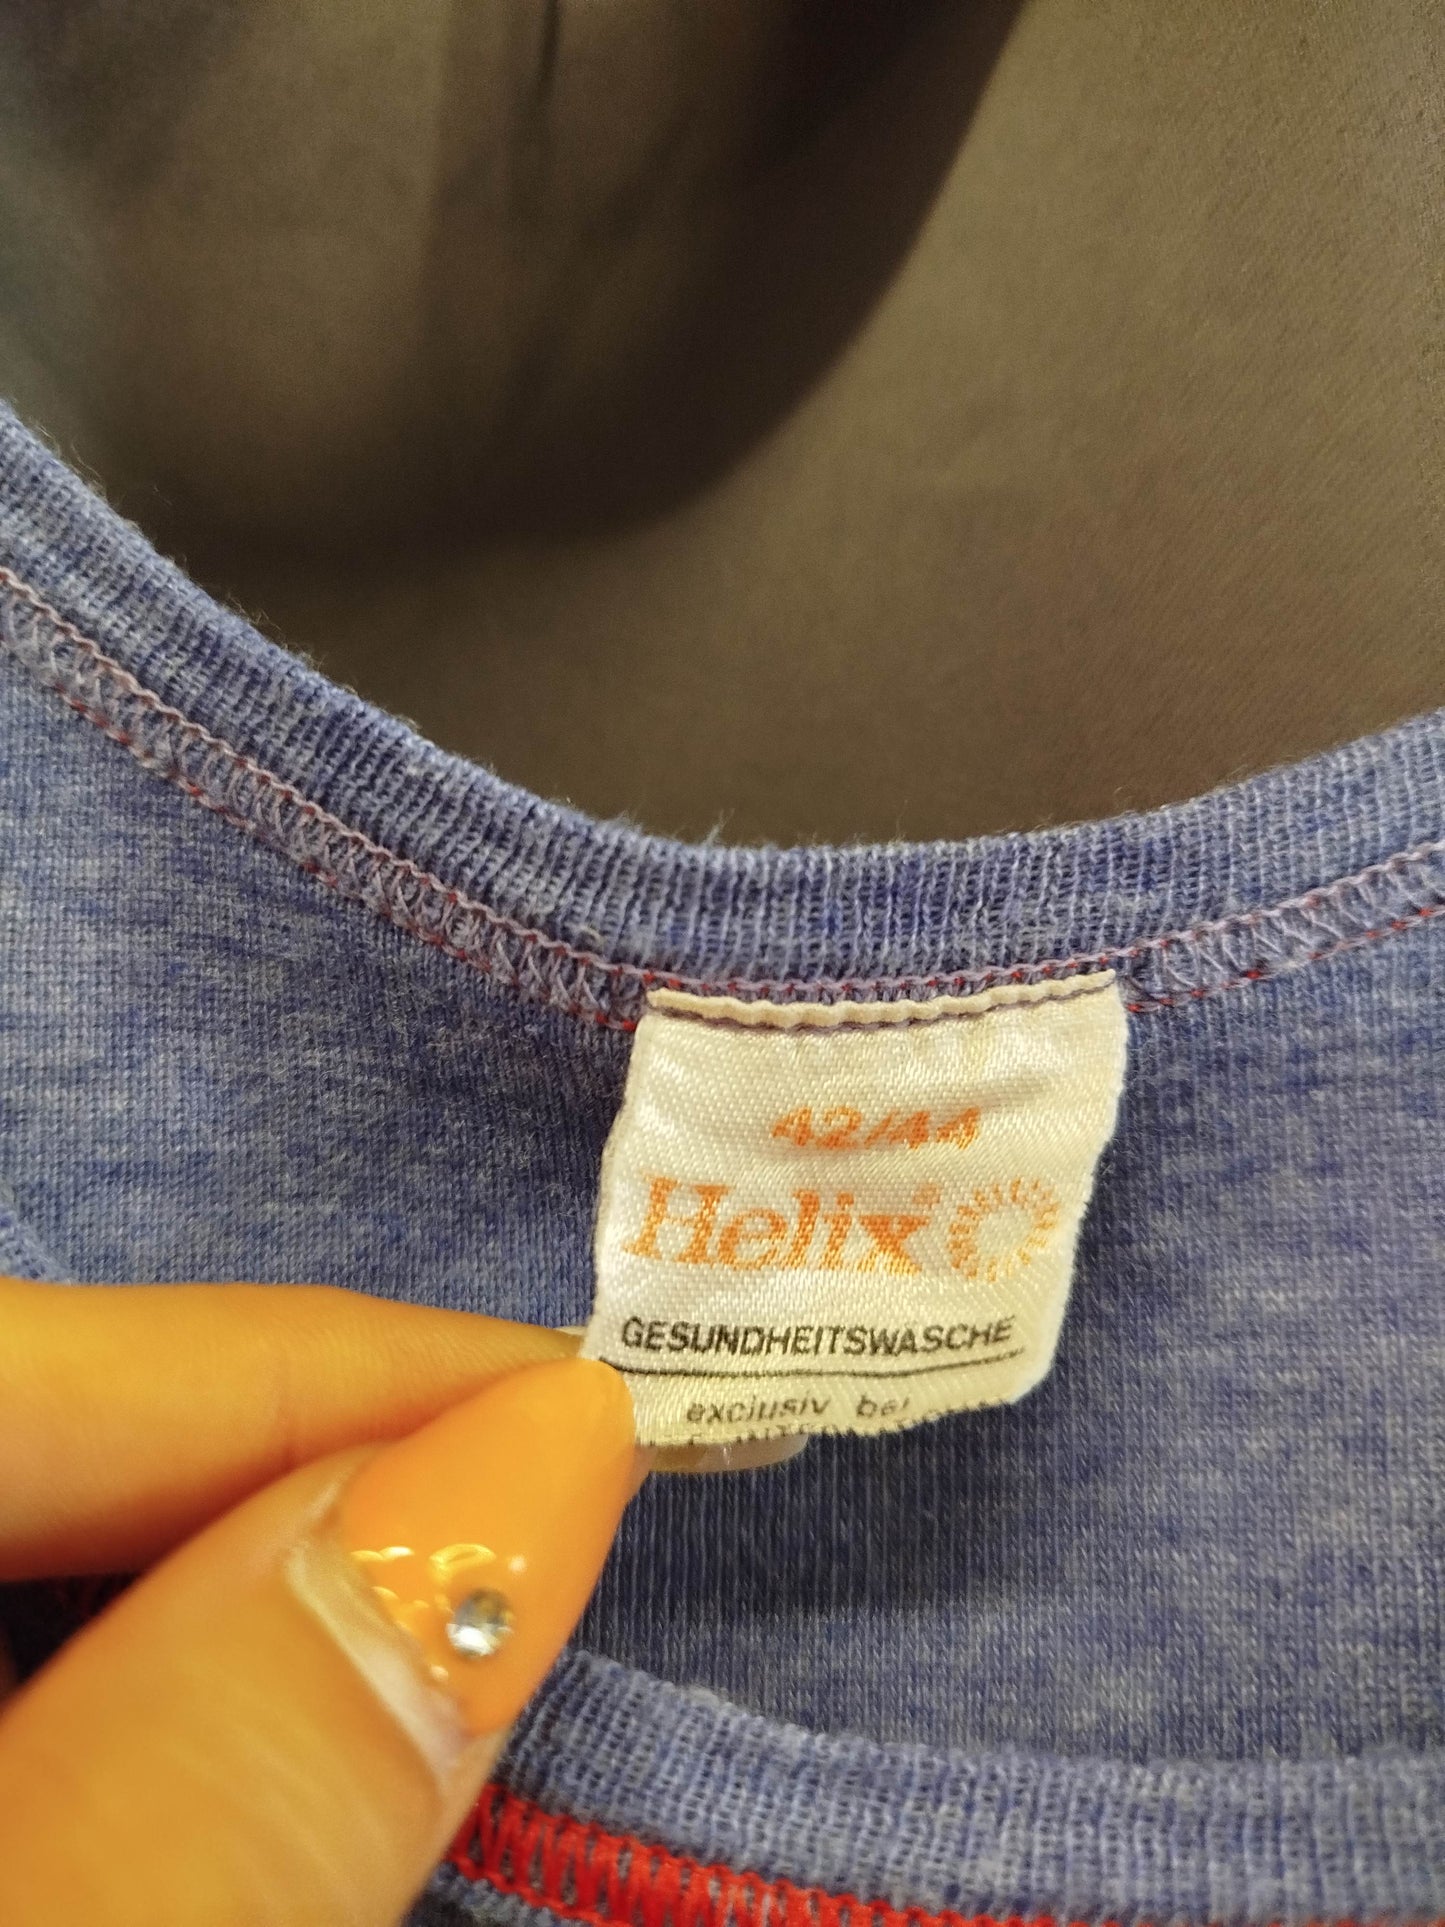 42/44
Helix®
GESUNDHEITSWASCHE
exclusiv bei